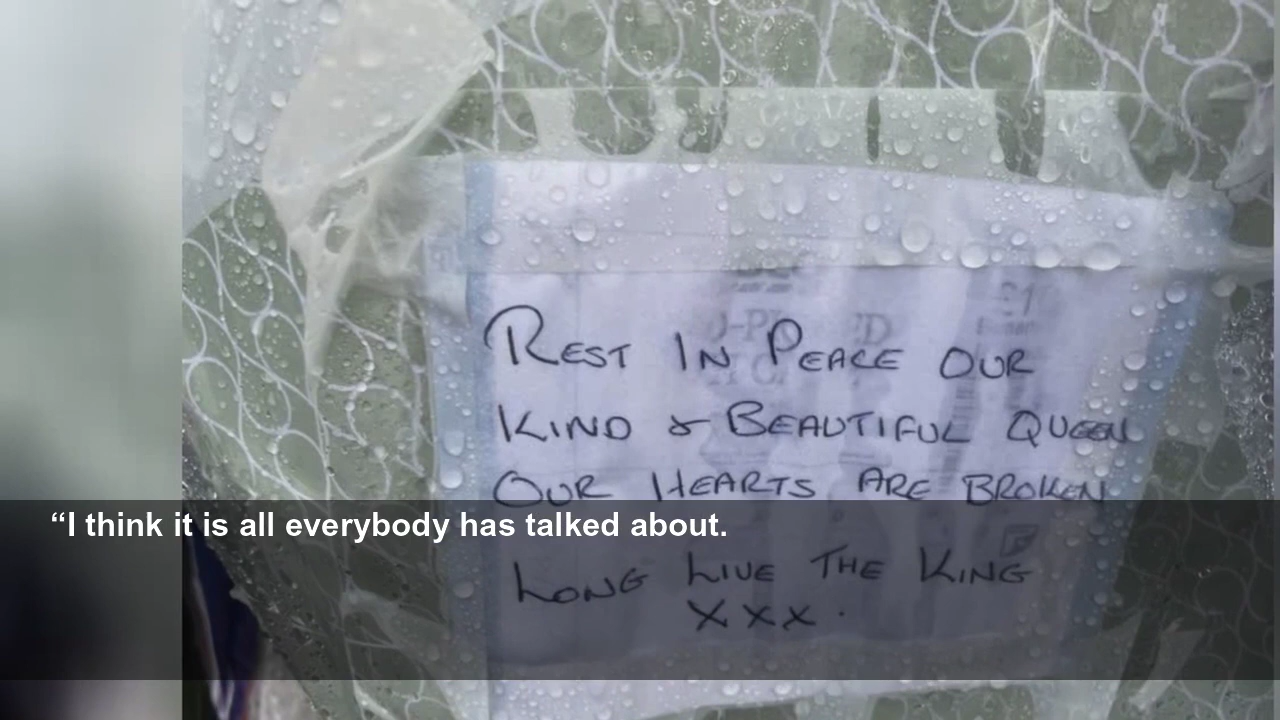 REST IN PEACE OUR
KIND & BEAUTIFUL QUEEN
OUR HEARTS ARE BROKEN
“I think it is all everybody has talked about.
LONG LIVE THE KING
XXX.